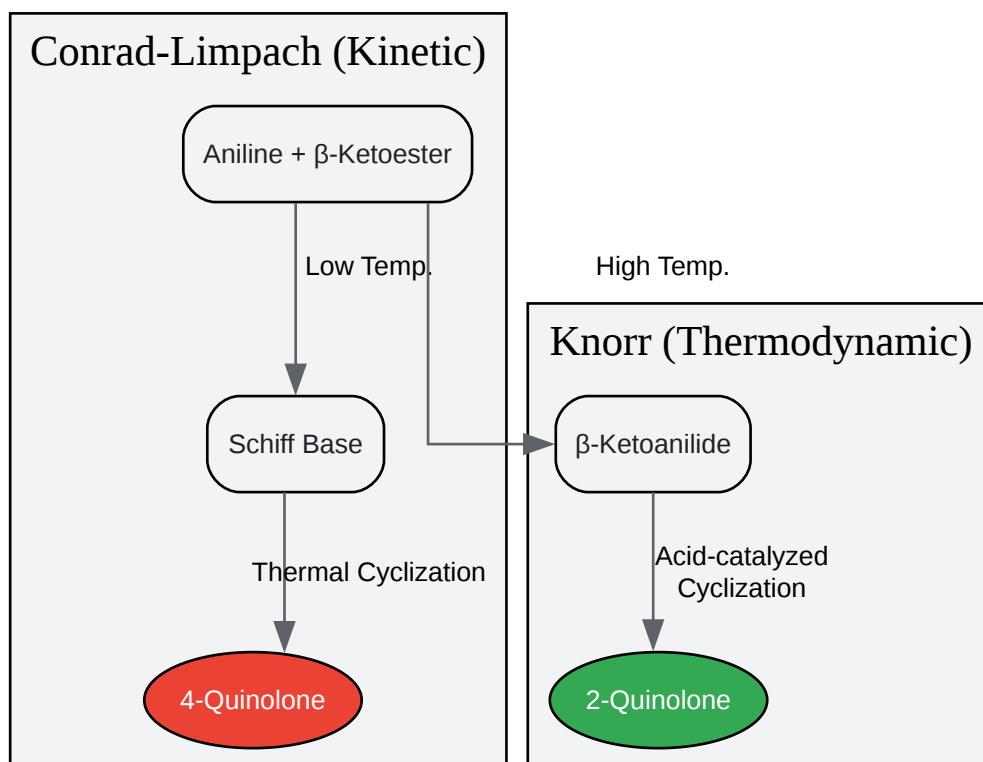 Conrad-Limpach (Kinetic)
Aniline + β-Ketoester
Low Temp.
High Temp.
Knorr (Thermodynamic)
Schiff Base
β-Ketoanilide
Thermal Cyclization
Acid-catalyzed
Cyclization
4-Quinolone
2-Quinolone